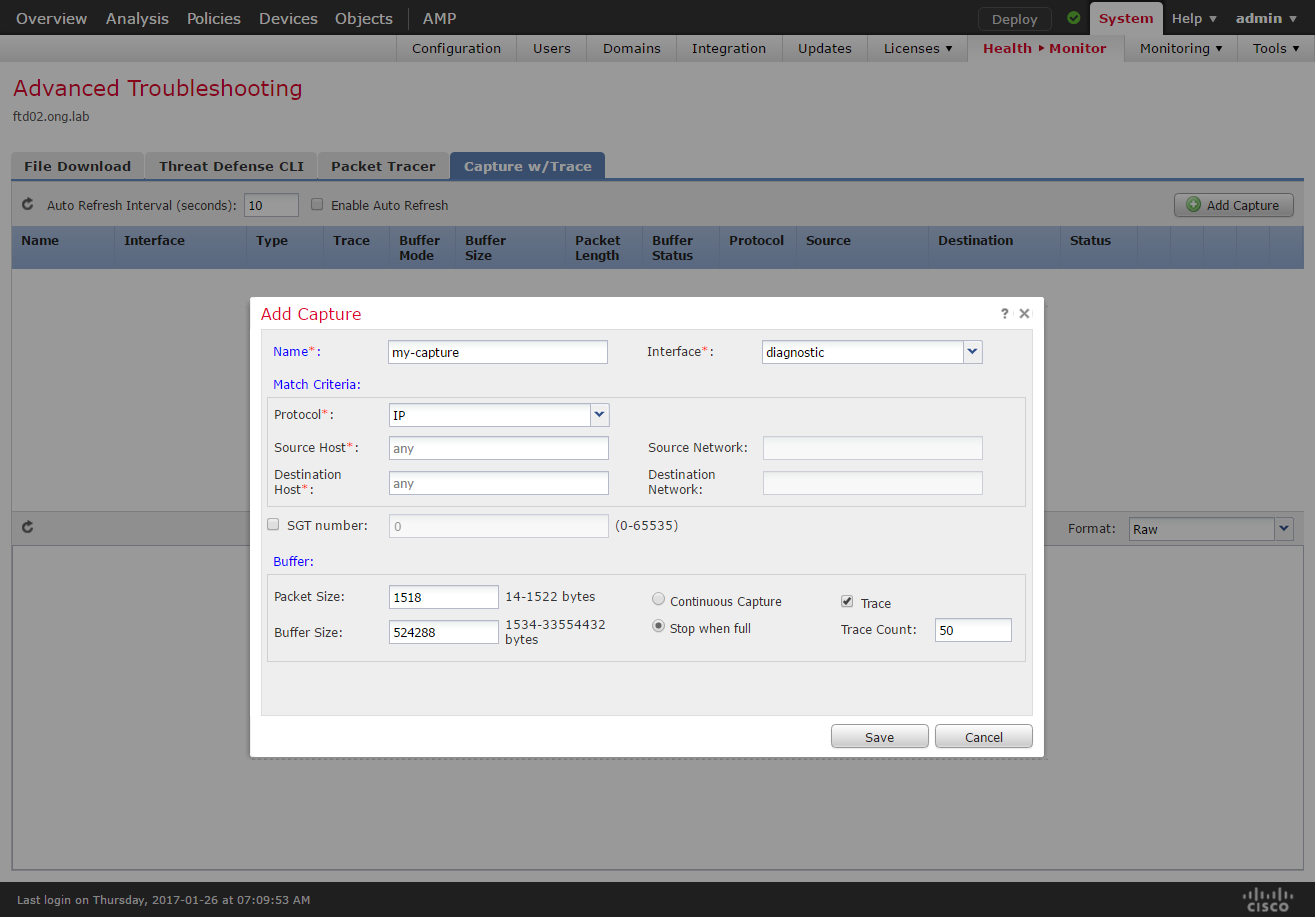 Overview Analysis Policies Devices Objects AMP Deploy System Help ▼ admin ▼
Configuration Users Domains Integration Updates Licenses ▼ Health ▸ Monitor Monitoring ▼ Tools ▼
Advanced Troubleshooting
ftd02.ong.lab
File Download Threat Defense CLI Packet Tracer Capture w/Trace
Auto Refresh Interval (seconds): 10 Enable Auto Refresh Add Capture
Name Interface Type Trace Buffer Mode Buffer Size Packet Length Buffer Status Protocol Source Destination Status
Add Capture ?
Name*: my-capture Interface*: diagnostic
Match Criteria:
Protocol*: IP
Source Host*: any Source Network:
Destination Host*: any Destination Network:
SGT number: 0 (0-65535)
Format: Raw
Buffer:
Packet Size: 1518 14-1522 bytes Continuous Capture Trace
Buffer Size: 524288 1534-33554432 bytes Stop when full Trace Count: 50
Save Cancel
Last login on Thursday, 2017-01-26 at 07:09:53 AM
CISCO